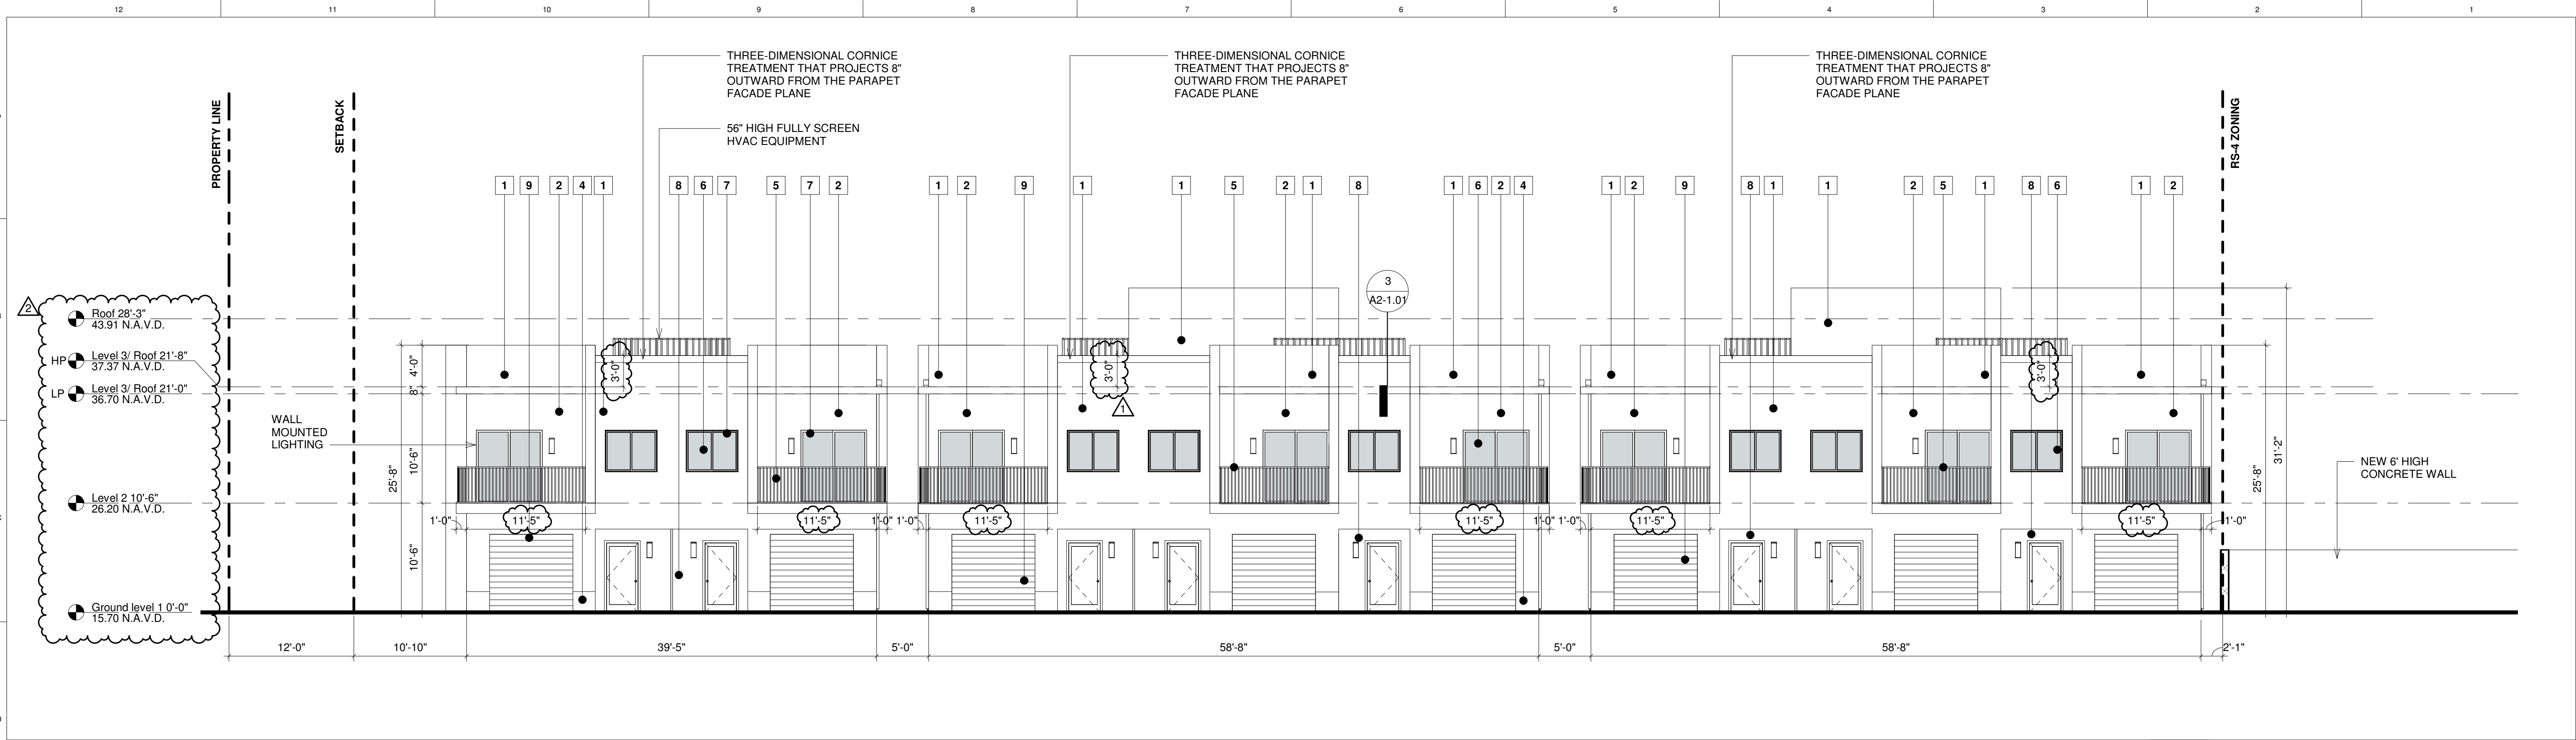 12 11 10 9 8 7 6 5 4 3 2 1
THREE-DIMENSIONAL CORNICE
TREATMENT THAT PROJECTS 8"
OUTWARD FROM THE PARAPET
FACADE PLANE
THREE-DIMENSIONAL CORNICE
TREATMENT THAT PROJECTS 8"
OUTWARD FROM THE PARAPET
FACADE PLANE
THREE-DIMENSIONAL CORNICE
TREATMENT THAT PROJECTS 8"
OUTWARD FROM THE PARAPET
FACADE PLANE
56" HIGH FULLY SCREEN
HVAC EQUIPMENT
PROPERTY LINE
SETBACK
RS-4 ZONING
1 9 2 4 1 8 6 7 5 7 2 1 2 9 1 1 5 2 1 8 1 6 2 4 1 2 9 8 1 1 2 5 1 8 6 1 2
3
A2-1.01
2
Roof 28'-3"
43.91 N.A.V.D.
HP Level 3/ Roof 21'-8"
37.37 N.A.V.D.
LP Level 3/ Roof 21'-0"
36.70 N.A.V.D.
Level 2 10'-6"
26.20 N.A.V.D.
Ground level 1 0'-0"
15.70 N.A.V.D.
WALL
MOUNTED
LIGHTING
25'-8"
4'-0"
8"
10'-6"
10'-6"
3'-0"
3'-0"
1
3'-0"
25'-8"
31'-2"
NEW 6' HIGH
CONCRETE WALL
1'-0" 11'-5" 11'-5" 1'-0" 1'-0" 11'-5" 11'-5" 1'-0" 1'-0" 11'-5" 11'-5" 1'-0"
12'-0" 10'-10" 39'-5" 5'-0" 58'-8" 5'-0" 58'-8" 2'-1"